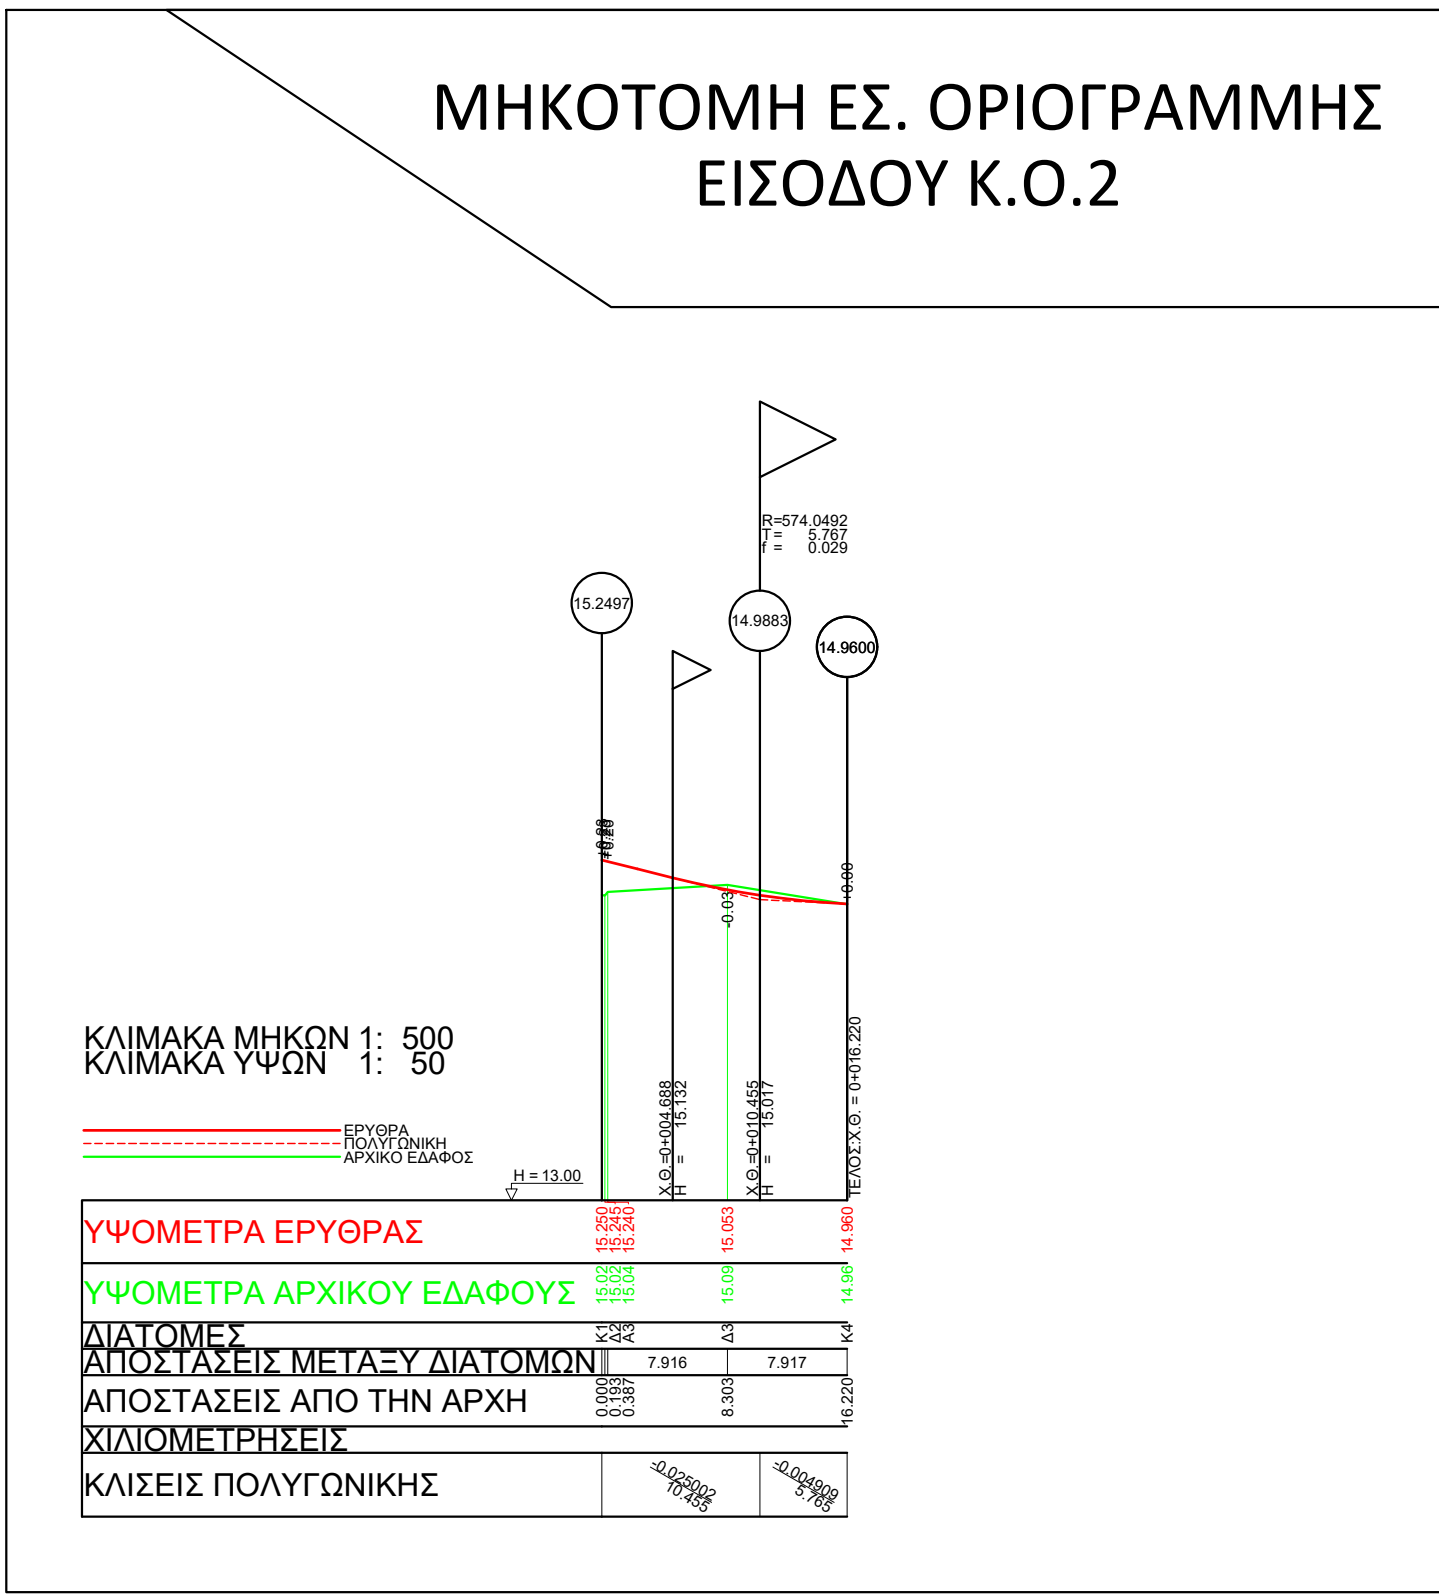 ΜΗΚΟΤΟΜΗ ΕΣ. ΟΡΙΟΓΡΑΜΜΗΣ
ΕΙΣΟΔΟΥ Κ.Ο.2
R=574.0492
T= 5.767
f = 0.029
15.2497
14.9883
14.9600
+0.20
-0.03
+0.00
ΚΛΙΜΑΚΑ ΜΗΚΩΝ 1: 500
ΚΛΙΜΑΚΑ ΥΨΩΝ 1: 50
ΕΡΥΘΡΑ
ΠΟΛΥΓΩΝΙΚΗ
ΑΡΧΙΚΟ ΕΔΑΦΟΣ
H = 13.00
Χ.Θ.=0+004.688
H = 15.132
Χ.Θ.=0+010.455
H = 15.017
ΤΕΛΟΣ:Χ.Θ. = 0+016.220
ΥΨΟΜΕΤΡΑ ΕΡΥΘΡΑΣ 15.250 15.245 15.240 15.053 14.960
ΥΨΟΜΕΤΡΑ ΑΡΧΙΚΟΥ ΕΔΑΦΟΥΣ 15.02 15.02 15.04 15.09 14.96
ΔΙΑΤΟΜΕΣ Κ1 Δ2 Α3 Δ3 Κ4
ΑΠΟΣΤΑΣΕΙΣ ΜΕΤΑΞΥ ΔΙΑΤΟΜΩΝ 7.916 7.917
ΑΠΟΣΤΑΣΕΙΣ ΑΠΟ ΤΗΝ ΑΡΧΗ 0.000 0.193 0.387 8.303 16.220
ΧΙΛΙΟΜΕΤΡΗΣΕΙΣ
ΚΛΙΣΕΙΣ ΠΟΛΥΓΩΝΙΚΗΣ
-0.025002
10.455
-0.004909
5.765